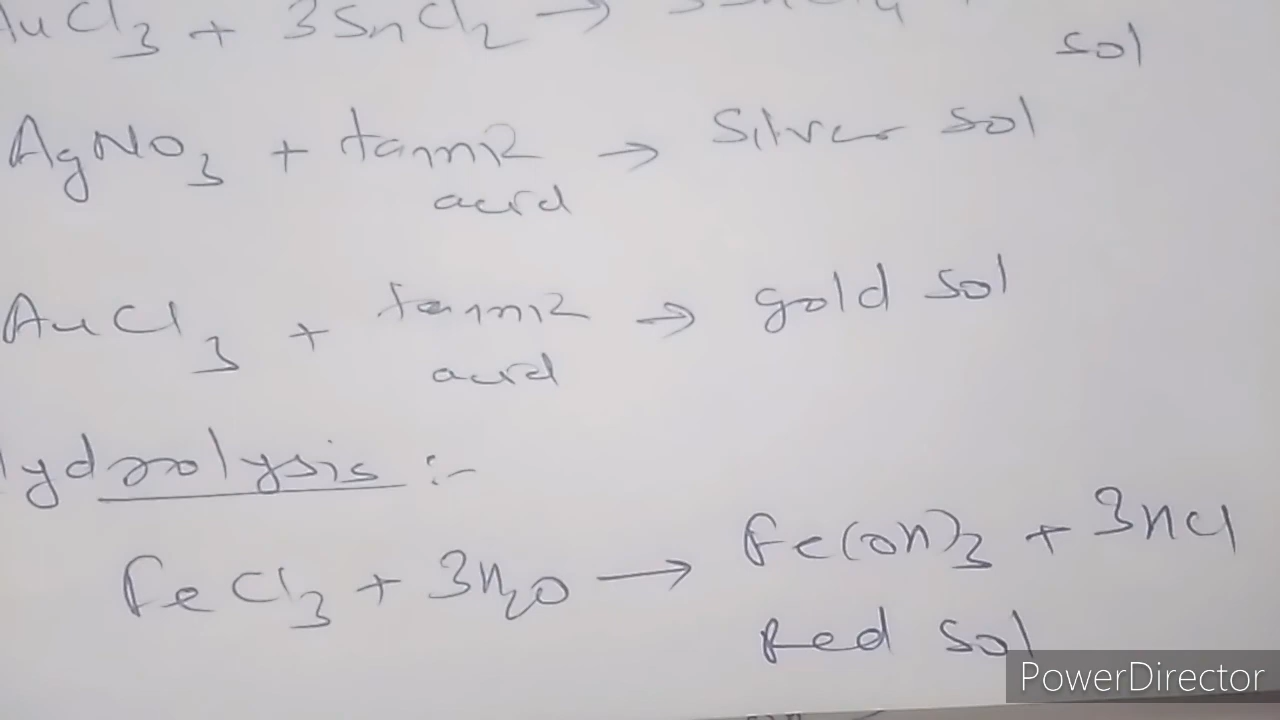 AuCl3 + 3SnCl2 →
sol
AgNO3 + tannic acid → Silver sol
AuCl3 + tannic acid → gold sol
Hydrolysis :-
FeCl3 + 3H2O → Fe(OH)3 + 3HCl
Red sol
PowerDirector